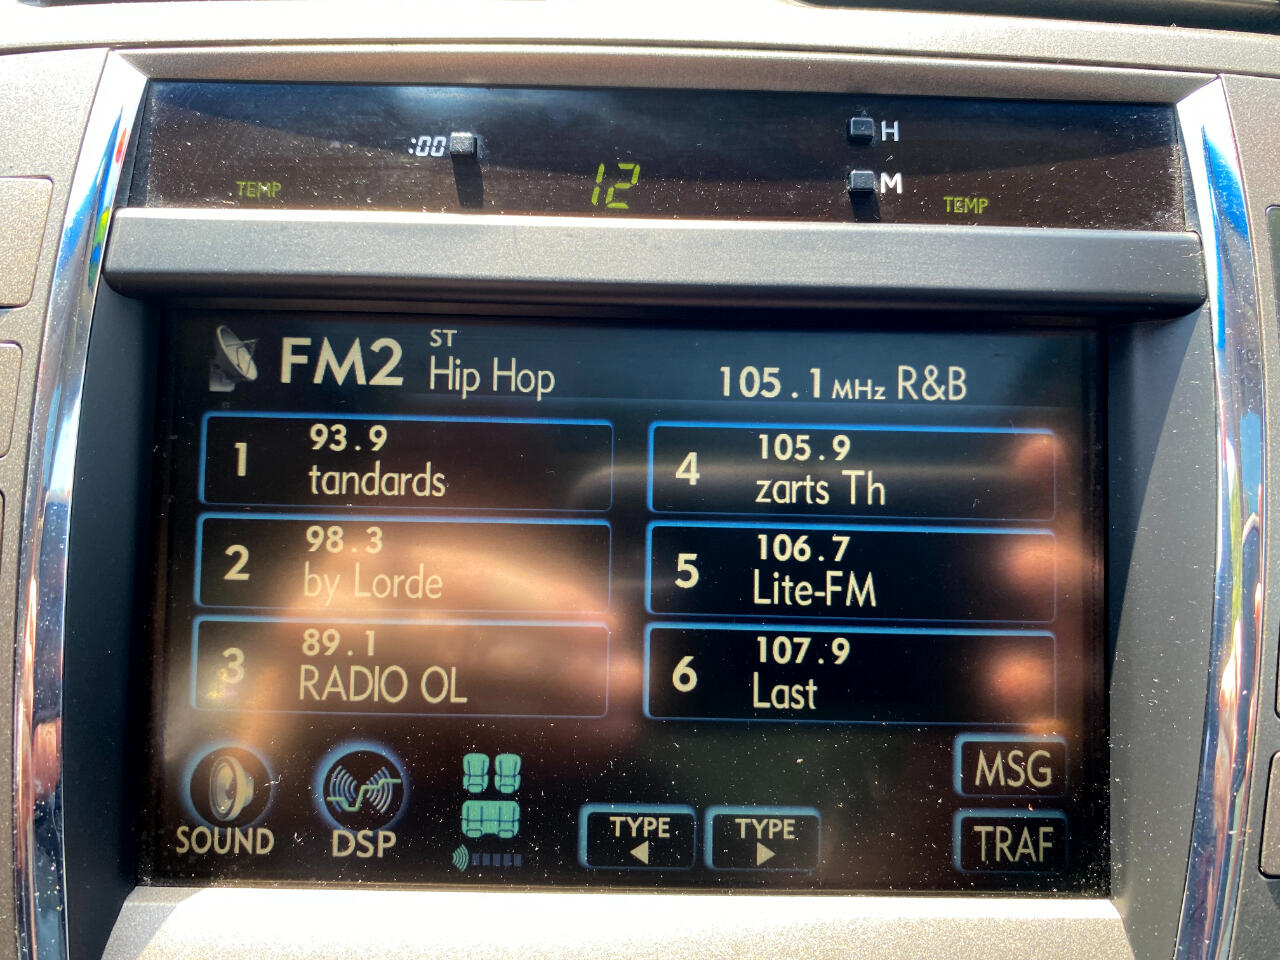 :00
H
M
TEMP
12
TEMP
FM2
ST
Hip Hop
105.1 MHz R&B
1
93.9
tandards
2
98.3
by Lorde
3
89.1
RADIO OL
4
105.9
zarts Th
5
106.7
Lite-FM
6
107.9
Last
SOUND
DSP
TYPE
TYPE
MSG
TRAF